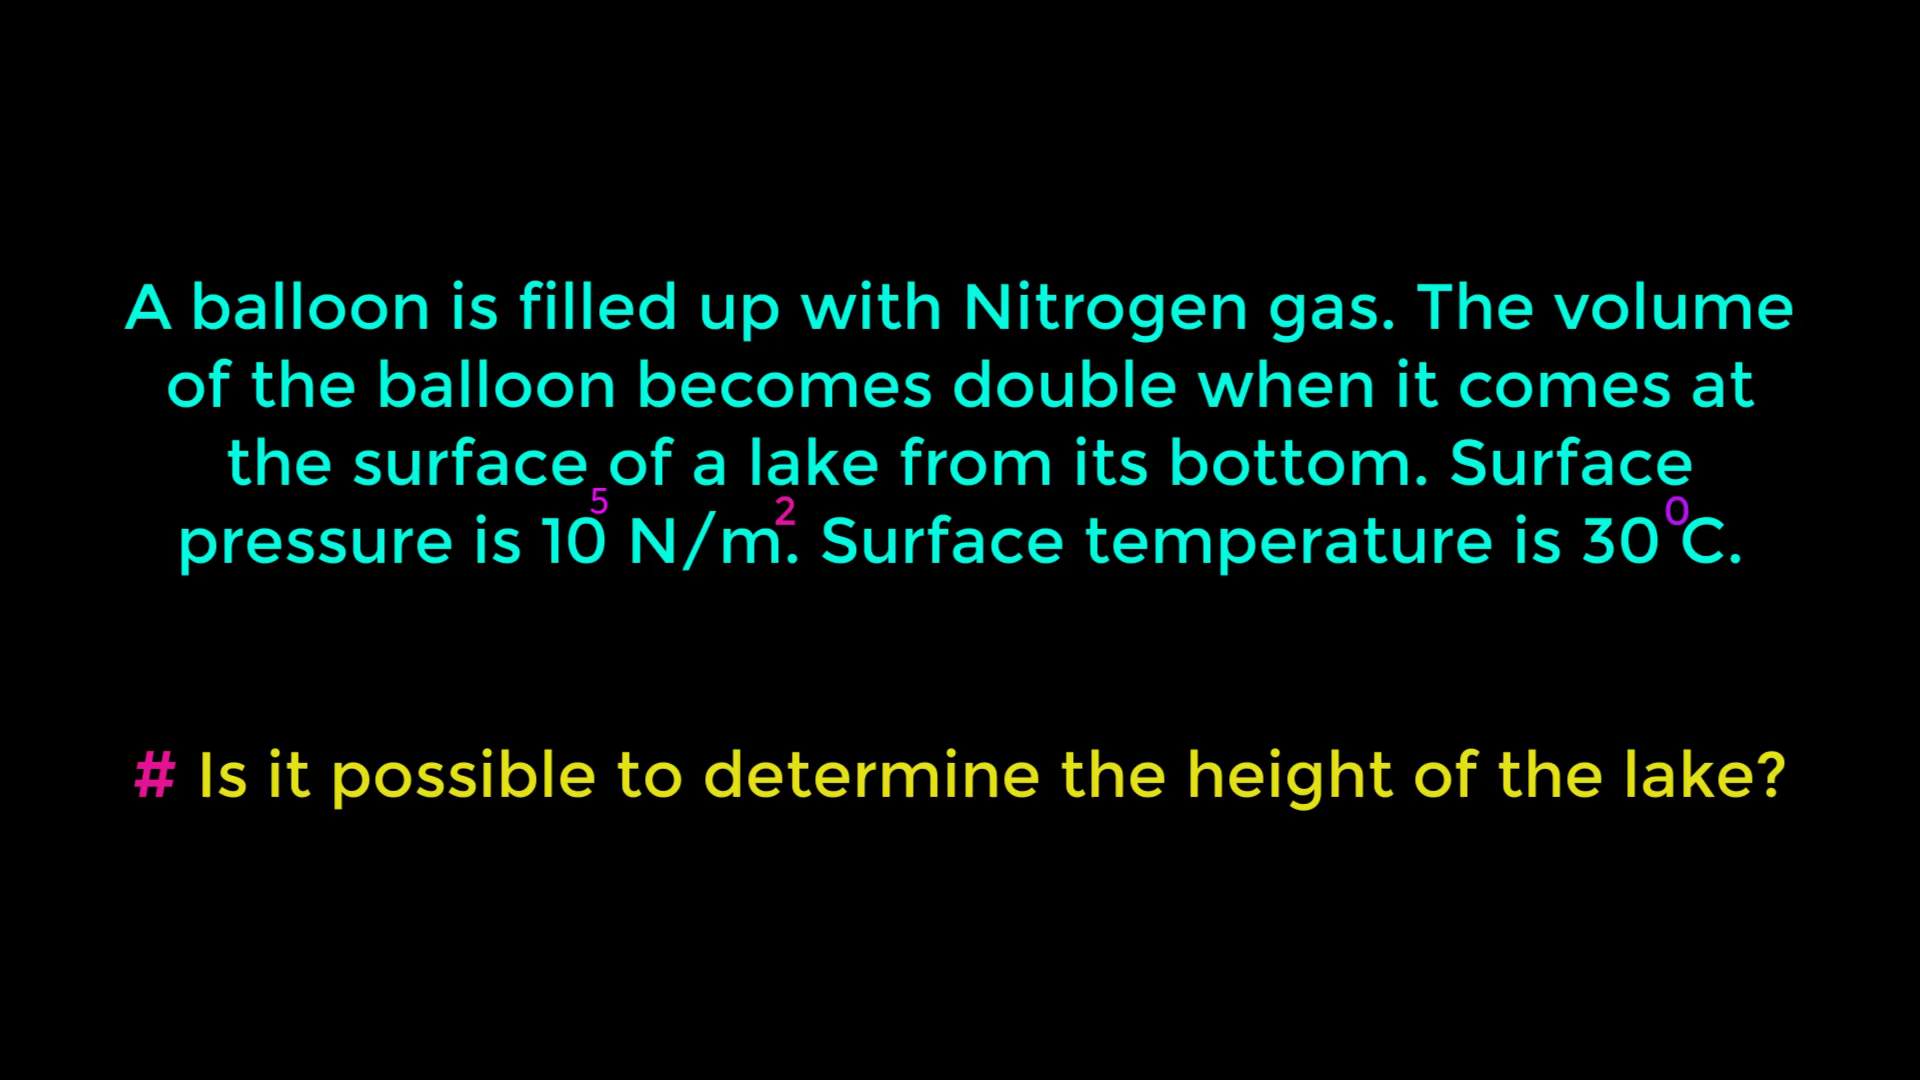 A balloon is filled up with Nitrogen gas. The volume
of the balloon becomes double when it comes at
the surface of a lake from its bottom. Surface
pressure is 10⁵ N/m². Surface temperature is 30⁰C.
# Is it possible to determine the height of the lake?